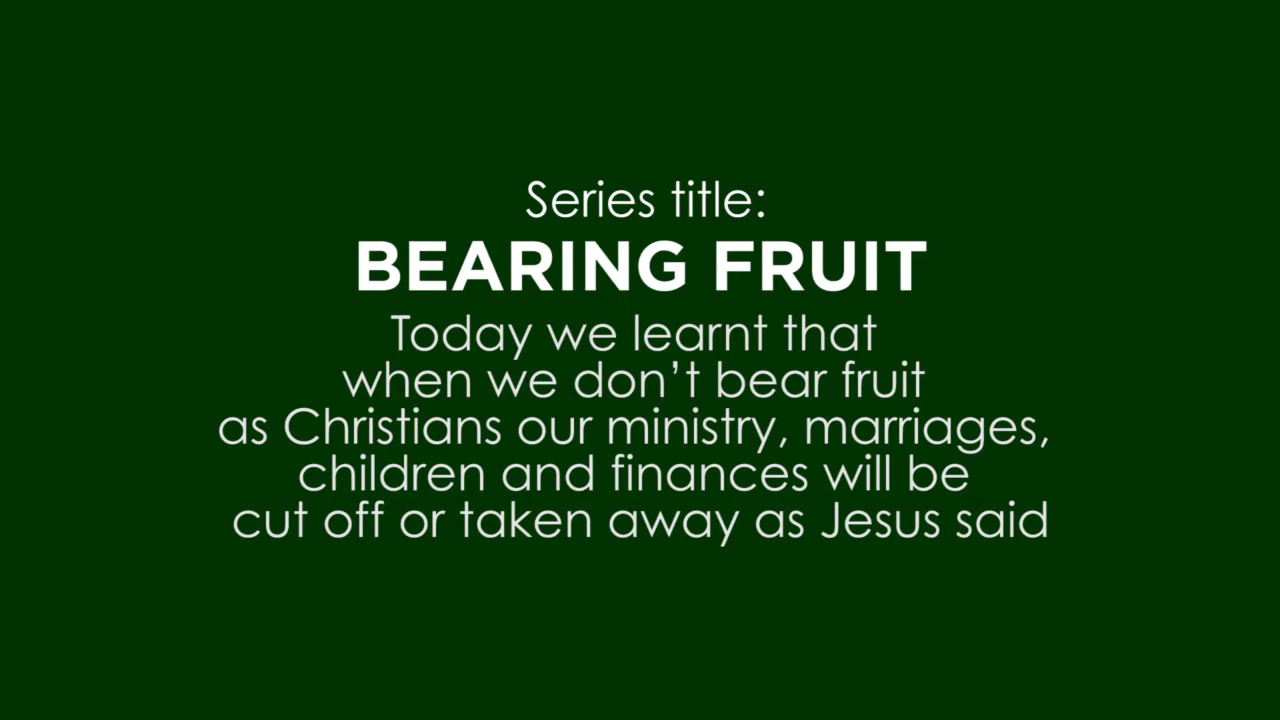 Series title:
BEARING FRUIT
Today we learnt that
when we don’t bear fruit
as Christians our ministry, marriages,
children and finances will be
cut off or taken away as Jesus said